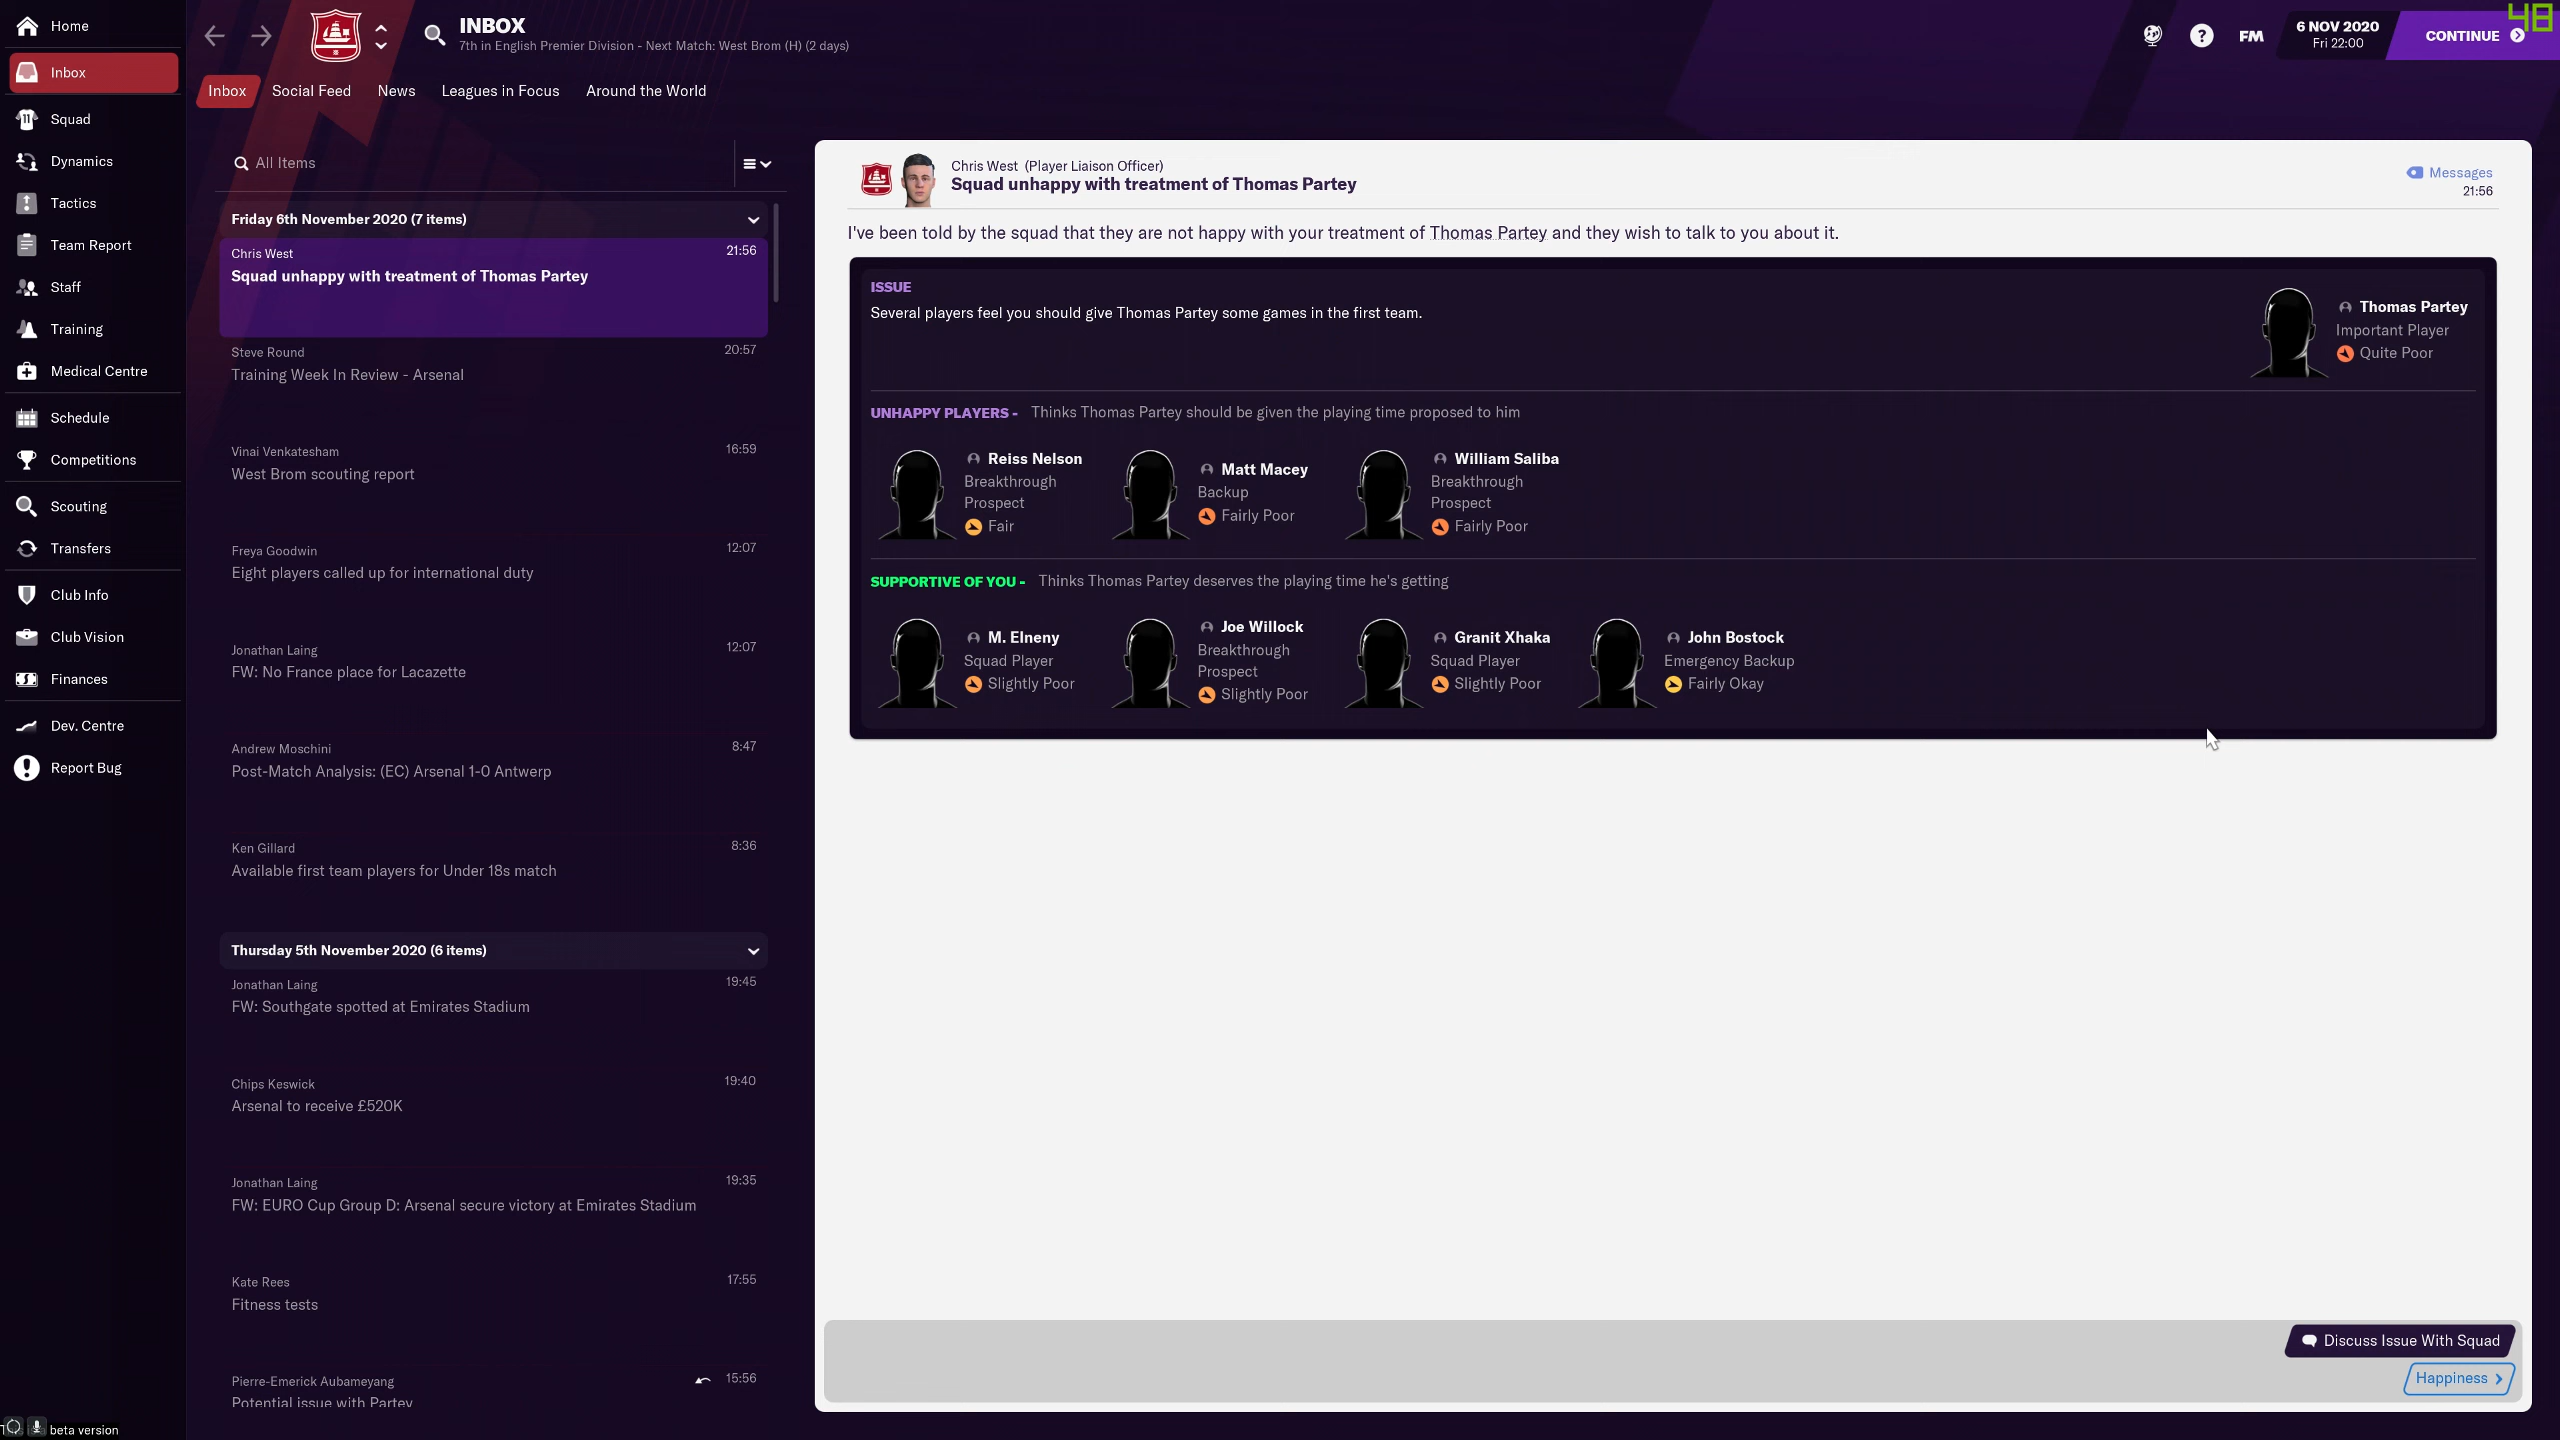 Home
Inbox
Squad
Dynamics
Tactics
Team Report
Staff
Training
Medical Centre
Schedule
Competitions
Scouting
Transfers
Club Info
Club Vision
Finances
Dev. Centre
Report Bug
beta version
INBOX
7th in English Premier Division - Next Match: West Brom (H) (2 days)
FM
6 NOV 2020
Fri 22:00
CONTINUE
48
Inbox
Social Feed
News
Leagues in Focus
Around the World
All Items
Friday 6th November 2020 (7 items)
Chris West
21:56
Squad unhappy with treatment of Thomas Partey
Steve Round
20:57
Training Week In Review - Arsenal
Vinai Venkatesham
16:59
West Brom scouting report
Freya Goodwin
12:07
Eight players called up for international duty
Jonathan Laing
12:07
FW: No France place for Lacazette
Andrew Moschini
8:47
Post-Match Analysis: (EC) Arsenal 1-0 Antwerp
Ken Gillard
8:36
Available first team players for Under 18s match
Thursday 5th November 2020 (6 items)
Jonathan Laing
19:45
FW: Southgate spotted at Emirates Stadium
Chips Keswick
19:40
Arsenal to receive £520K
Jonathan Laing
19:35
FW: EURO Cup Group D: Arsenal secure victory at Emirates Stadium
Kate Rees
17:55
Fitness tests
Pierre-Emerick Aubameyang
15:56
Potential issue with Partey
Chris West (Player Liaison Officer)
Squad unhappy with treatment of Thomas Partey
Messages
21:56
I've been told by the squad that they are not happy with your treatment of Thomas Partey and they wish to talk to you about it.
ISSUE
Several players feel you should give Thomas Partey some games in the first team.
Thomas Partey
Important Player
Quite Poor
UNHAPPY PLAYERS - Thinks Thomas Partey should be given the playing time proposed to him
Reiss Nelson
Breakthrough
Prospect
Fair
Matt Macey
Backup
Fairly Poor
William Saliba
Breakthrough
Prospect
Fairly Poor
SUPPORTIVE OF YOU - Thinks Thomas Partey deserves the playing time he's getting
M. Elneny
Squad Player
Slightly Poor
Joe Willock
Breakthrough
Prospect
Slightly Poor
Granit Xhaka
Squad Player
Slightly Poor
John Bostock
Emergency Backup
Fairly Okay
Discuss Issue With Squad
Happiness